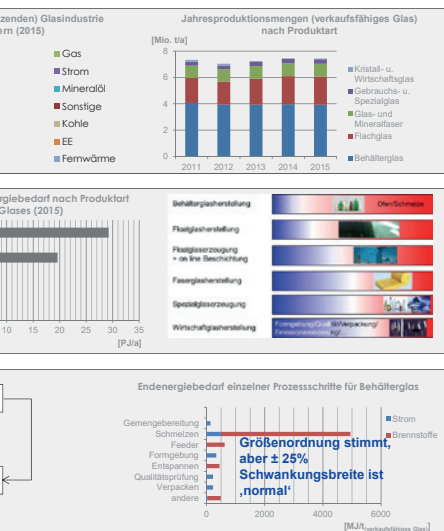 zenden) Glasindustrie
ern (2015)
Gas
Strom
Mineralöl
Sonstige
Kohle
EE
Fernwärme
Jahresproduktionsmengen (verkaufsfähiges Glas)
nach Produktart
[Mio. t/a]
8
6
4
2
0
2011 2012 2013 2014 2015
Kristall- u.
Wirtschaftsglas
Gebrauchs- u.
Spezialglas
Glas- und
Mineralfaser
Flachglas
Behälterglas
rgiebedarf nach Produktart
Glases (2015)
10 15 20 25 30 35
[PJ/a]
Behälterglasherstellung
Ofen/Schmelze
Floatglasherstellung
Floatglaserzeugung
+ on line Beschichtung
Faserglasherstellung
Spezialglaserzeugung
Wirtschaftglasherstellung
Endenergiebedarf einzelner Prozessschritte für Behälterglas
Gemengebereitung
Schmelzen
Feeder
Formgebung
Entspannen
Qualitätsprüfung
Verpacken
andere
Größenordnung stimmt,
aber ± 25%
Schwankungsbreite ist
‚normal‘
Strom
Brennstoffe
0 2000 4000 6000
[MJ/t(verkaufsfähiges Glas)]